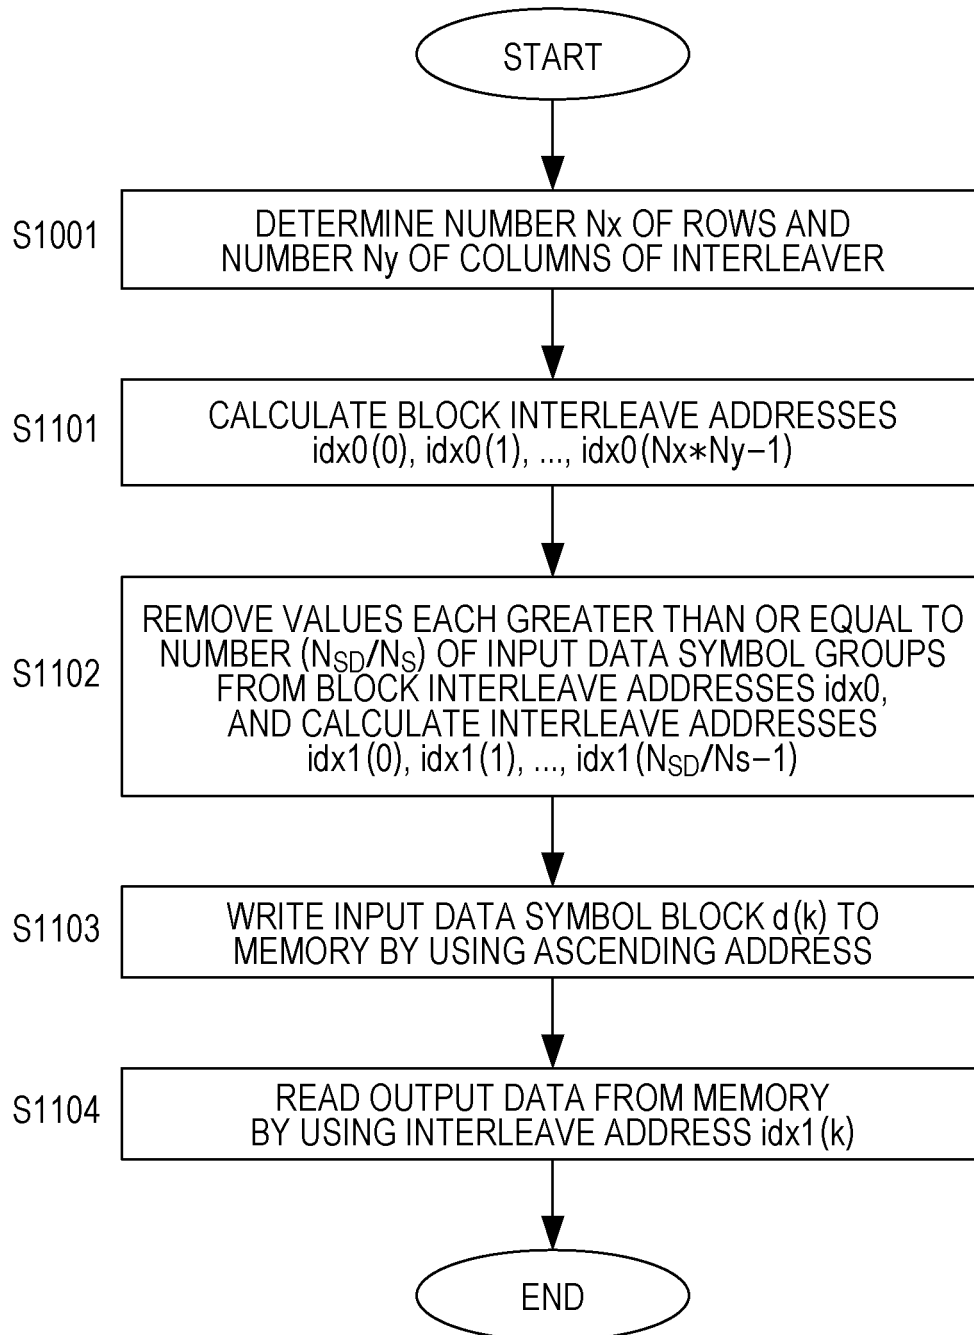 START
S1001
DETERMINE NUMBER Nx OF ROWS AND
NUMBER Ny OF COLUMNS OF INTERLEAVER
S1101
CALCULATE BLOCK INTERLEAVE ADDRESSES
idx0(0), idx0(1), ..., idx0(Nx*Ny−1)
S1102
REMOVE VALUES EACH GREATER THAN OR EQUAL TO
NUMBER (N_SD/N_S) OF INPUT DATA SYMBOL GROUPS
FROM BLOCK INTERLEAVE ADDRESSES idx0,
AND CALCULATE INTERLEAVE ADDRESSES
idx1(0), idx1(1), ..., idx1(N_SD/Ns−1)
S1103
WRITE INPUT DATA SYMBOL BLOCK d(k) TO
MEMORY BY USING ASCENDING ADDRESS
S1104
READ OUTPUT DATA FROM MEMORY
BY USING INTERLEAVE ADDRESS idx1(k)
END